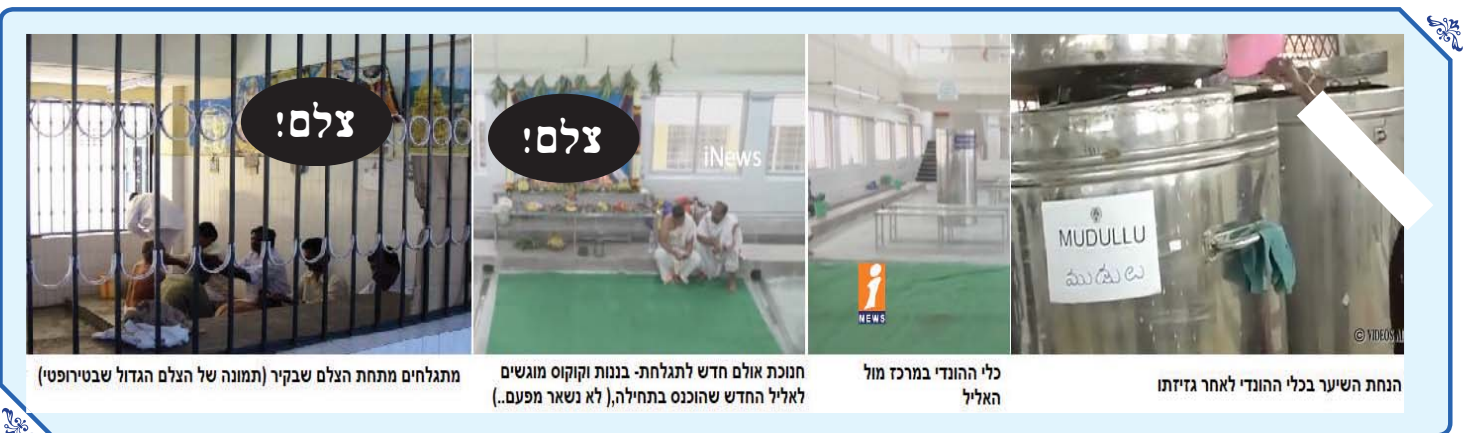 צלם!
צלם!
iNews
i
NEWS
MUDULLU
ముడుపులు
© VIDEOS
מתגלחים מתחת הצלם שבקיר (תמונה של הצלם הגדול שבטירופטי)
חנוכת אולם חדש לתגלחת- בננות וקוקוס מוגשים
לאליל החדש שהוכנס בתחילה,( לא נשאר מפעם..)
כלי ההונדי במרכז מול
האליל
הנחת השיער בכלי ההונדי לאחר גזיזתו